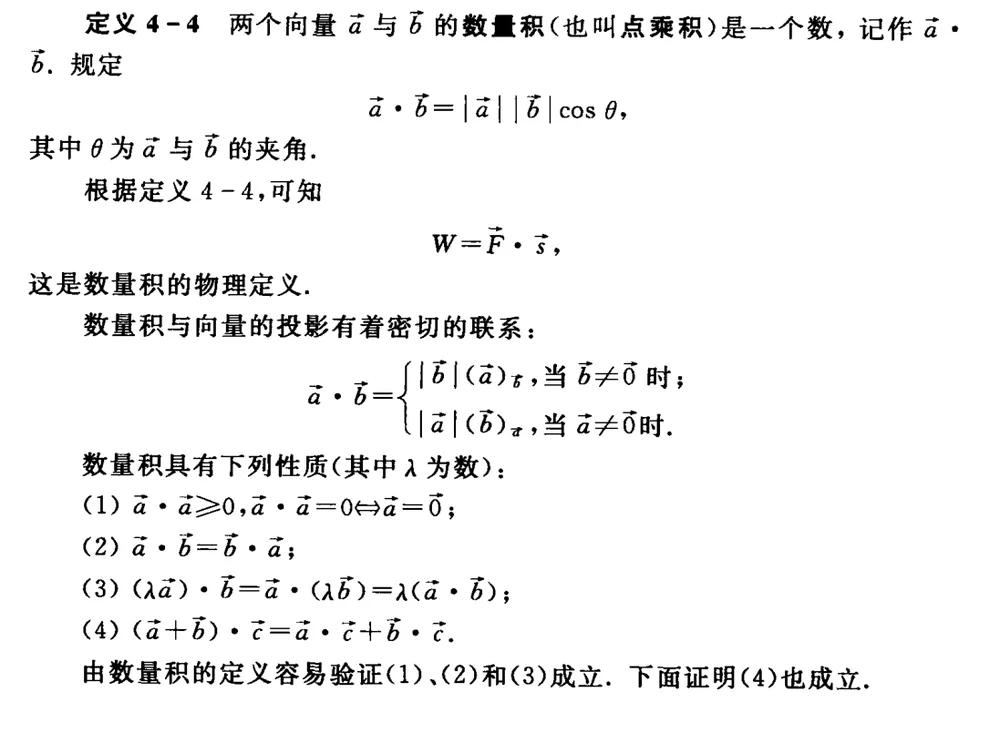 定义 4-4 两个向量 $\vec{a}$ 与 $\vec{b}$ 的数量积(也叫点乘积)是一个数, 记作 $\vec{a}$ ·
$\vec{b}$. 规定
$\vec{a} \cdot \vec{b} = |\vec{a}||\vec{b}|\cos\theta,$
其中 θ 为 $\vec{a}$ 与 $\vec{b}$ 的夹角.
根据定义 4-4,可知
$W = \vec{F} \cdot \vec{s},$
这是数量积的物理定义.
数量积与向量的投影有着密切的联系:
$\vec{a} \cdot \vec{b} = \begin{cases} |\vec{b}|(\vec{a})_{\vec{b}}, 当 \vec{b} \neq \vec{0} 时; \\ |\vec{a}|(\vec{b})_{\vec{a}}, 当 \vec{a} \neq \vec{0} 时. \end{cases}$
数量积具有下列性质(其中 λ 为数):
(1) $\vec{a} \cdot \vec{a} \geqslant 0, \vec{a} \cdot \vec{a} = 0 \Leftrightarrow \vec{a} = \vec{0}$;
(2) $\vec{a} \cdot \vec{b} = \vec{b} \cdot \vec{a}$;
(3) $(\lambda\vec{a}) \cdot \vec{b} = \vec{a} \cdot (\lambda\vec{b}) = \lambda(\vec{a} \cdot \vec{b})$;
(4) $(\vec{a} + \vec{b}) \cdot \vec{c} = \vec{a} \cdot \vec{c} + \vec{b} \cdot \vec{c}$.
由数量积的定义容易验证(1)、(2)和(3)成立. 下面证明(4)也成立.